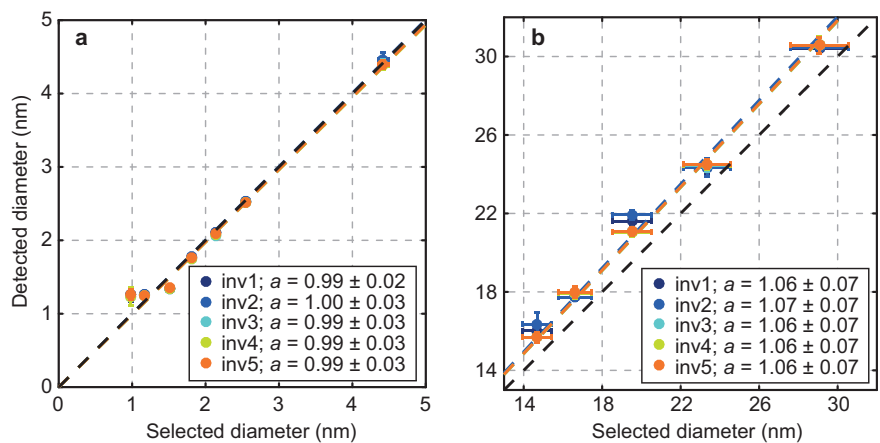 a
Detected diameter (nm)
5
4
3
2
1
0
inv1; a = 0.99 ± 0.02
inv2; a = 1.00 ± 0.03
inv3; a = 0.99 ± 0.03
inv4; a = 0.99 ± 0.03
inv5; a = 0.99 ± 0.03
0 1 2 3 4 5
Selected diameter (nm)
b
30
26
22
18
14
inv1; a = 1.06 ± 0.07
inv2; a = 1.07 ± 0.07
inv3; a = 1.06 ± 0.07
inv4; a = 1.06 ± 0.07
inv5; a = 1.06 ± 0.07
14 18 22 26 30
Selected diameter (nm)